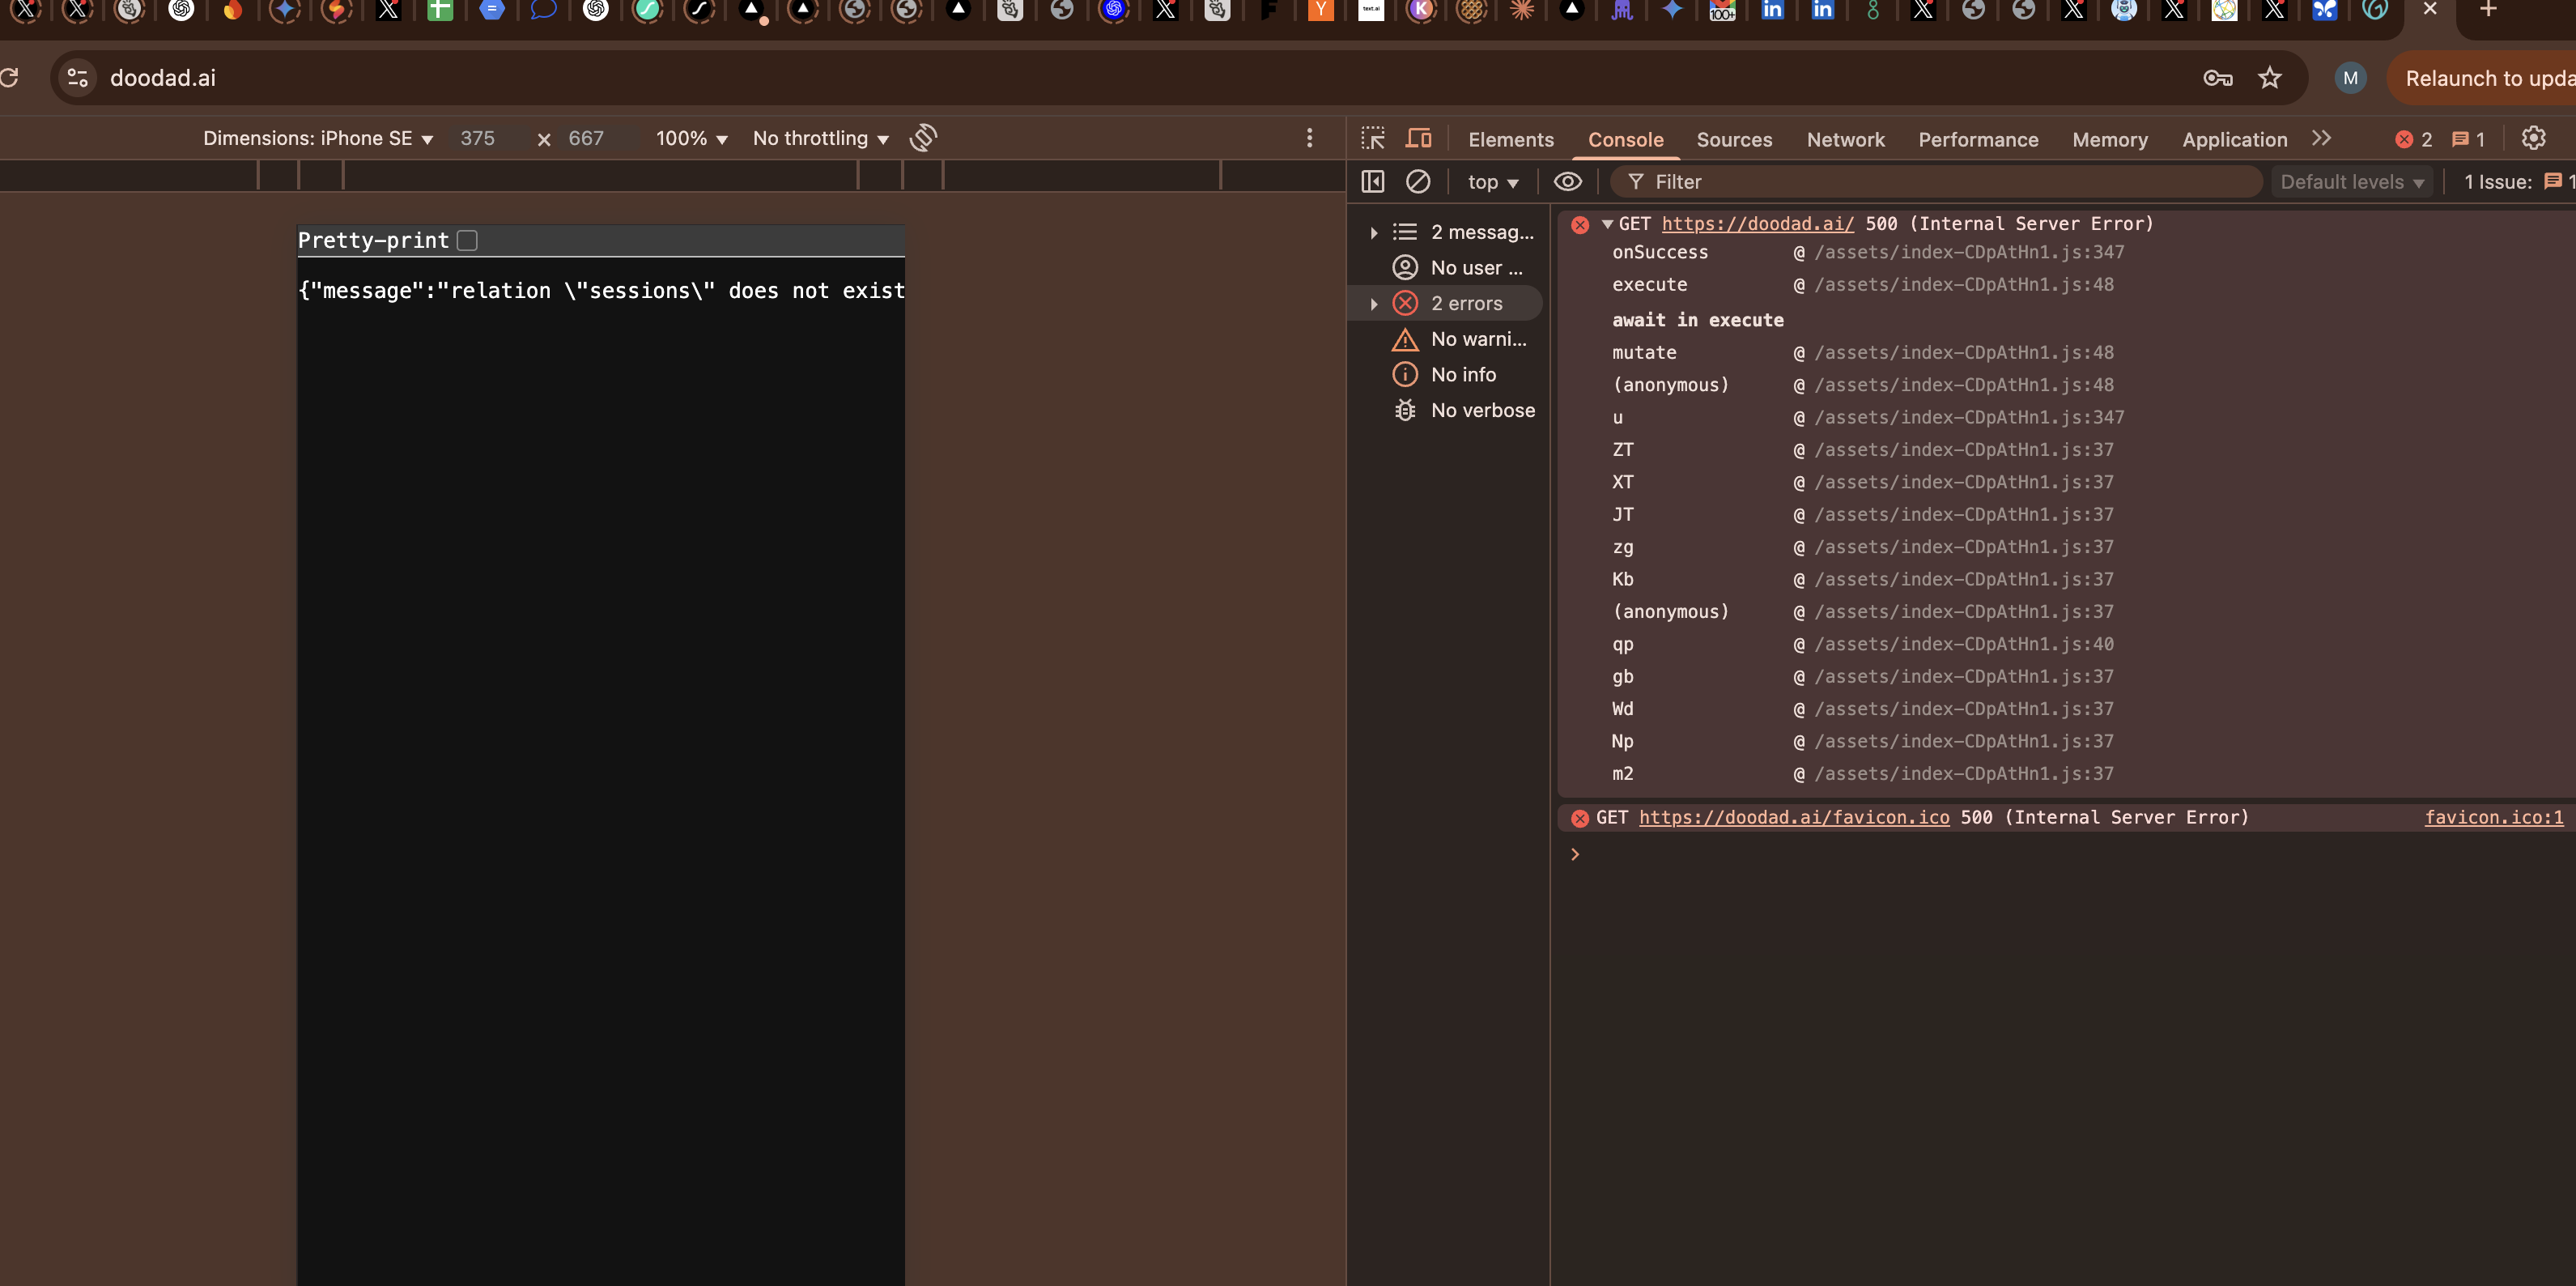 text.ai
Y
K
100+
in
in
8
doodad.ai
M
Relaunch to upda
Dimensions: iPhone SE 375 × 667 100% No throttling
Elements Console Sources Network Performance Memory Application 2 1
top Filter Default levels 1 Issue: 1
2 messag...
No user ...
2 errors
No warni...
No info
No verbose
Pretty-print
{"message":"relation \"sessions\" does not exist
GET https://doodad.ai/ 500 (Internal Server Error)
onSuccess @ /assets/index-CDpAtHn1.js:347
execute @ /assets/index-CDpAtHn1.js:48
await in execute
mutate @ /assets/index-CDpAtHn1.js:48
(anonymous) @ /assets/index-CDpAtHn1.js:48
u @ /assets/index-CDpAtHn1.js:347
ZT @ /assets/index-CDpAtHn1.js:37
XT @ /assets/index-CDpAtHn1.js:37
JT @ /assets/index-CDpAtHn1.js:37
zg @ /assets/index-CDpAtHn1.js:37
Kb @ /assets/index-CDpAtHn1.js:37
(anonymous) @ /assets/index-CDpAtHn1.js:37
qp @ /assets/index-CDpAtHn1.js:40
gb @ /assets/index-CDpAtHn1.js:37
Wd @ /assets/index-CDpAtHn1.js:37
Np @ /assets/index-CDpAtHn1.js:37
m2 @ /assets/index-CDpAtHn1.js:37
GET https://doodad.ai/favicon.ico 500 (Internal Server Error) favicon.ico:1